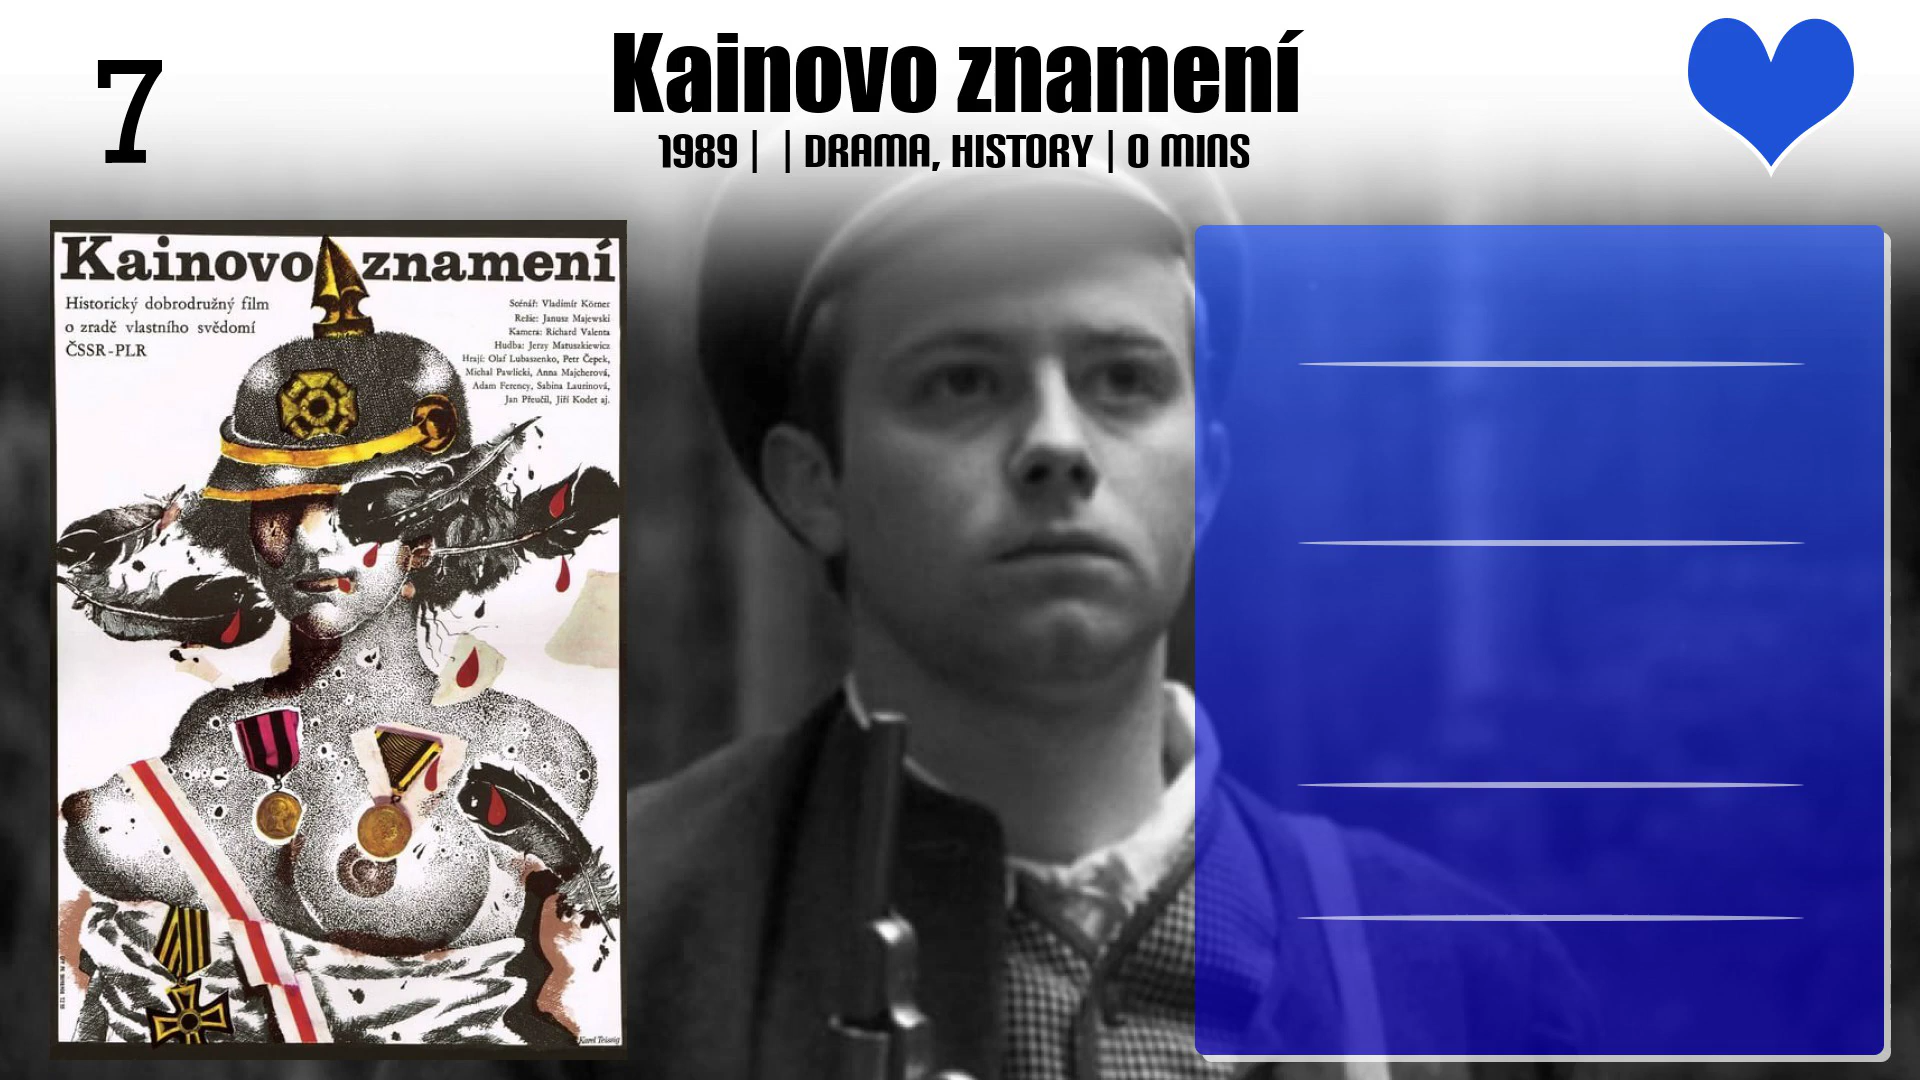 7
Kainovo znamení
1989 | | DRAMA, HISTORY | 0 MINS
Kainovo znamení
Historický dobrodružný film
o zradě vlastního svědomí
ČSSR-PLR
Scénář: Vladimír Körner
Režie: Janusz Majewski
Kamera: Richard Valenta
Hudba: Jerzy Matuszkiewicz
Hrají: Olaf Lubaszenko, Petr Čepek,
Michal Pawlicki, Anna Majcherová,
Adam Ferency, Sabina Laurinová,
Jan Přeučil, Jiří Kodet aj.
Karel Teissig